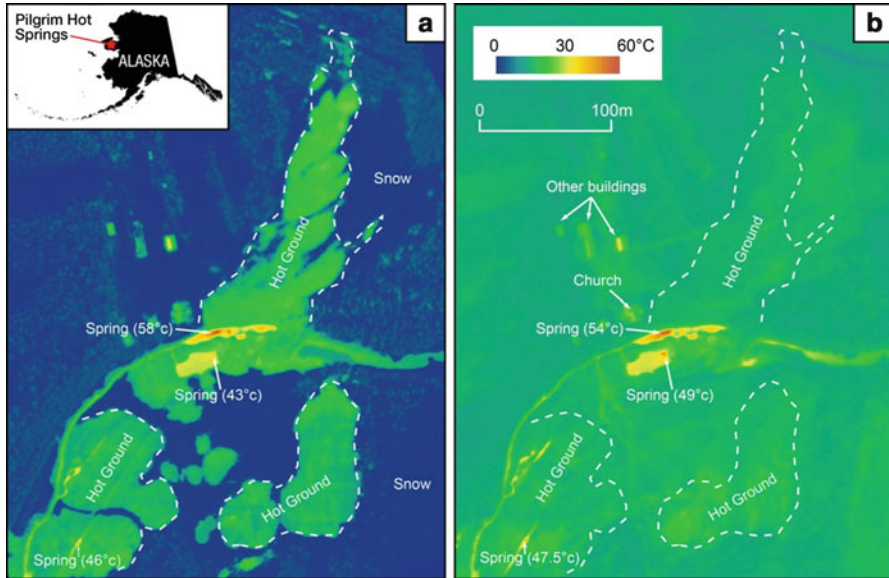 Pilgrim Hot
Springs
ALASKA
a
Snow
Hot Ground
Spring (58°c)
Spring (43°c)
Hot Ground
Hot Ground
Snow
Spring (46°c)
b
0 30 60°C
0 100m
Other buildings
Hot Ground
Church
Spring (54°c)
Spring (49°c)
Hot Ground
Hot Ground
Spring (47.5°c)